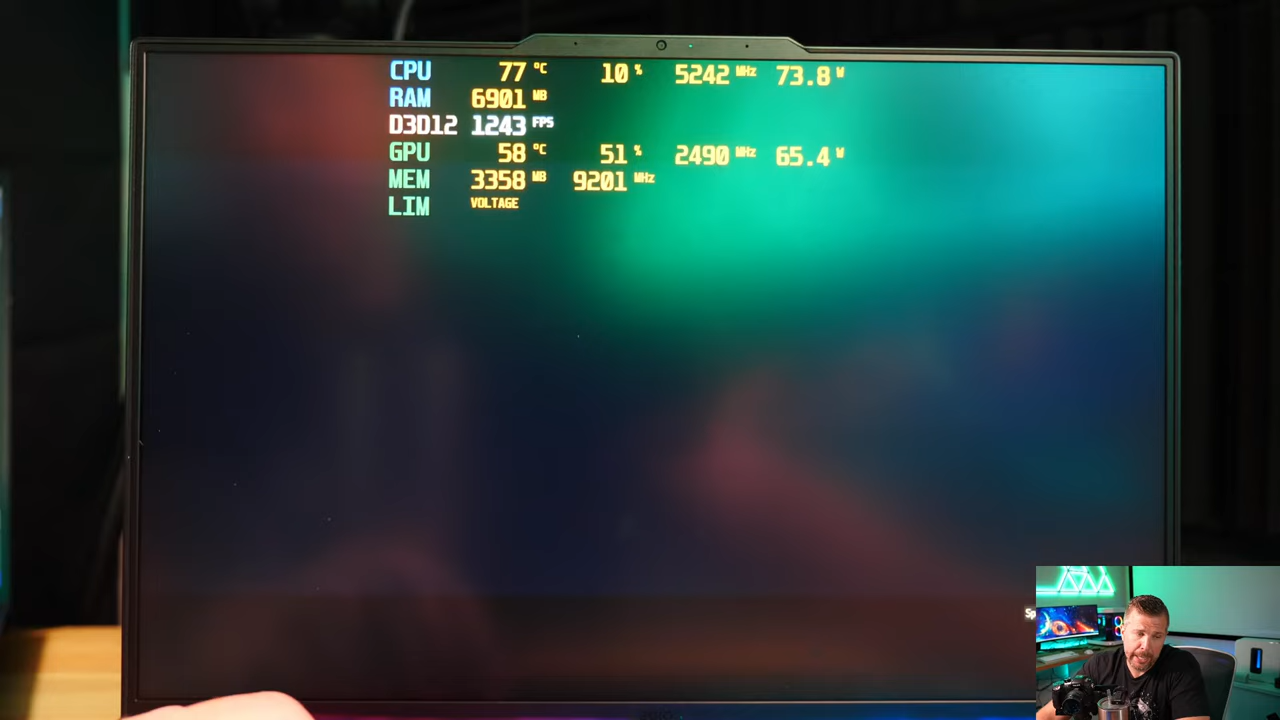 CPU 77 °C 10 % 5242 MHz 73.8 W
RAM 6901 MB
D3D12 1243 FPS
GPU 58 °C 51 % 2490 MHz 65.4 W
MEM 3358 MB 9201 MHz
LIM VOLTAGE
Sp